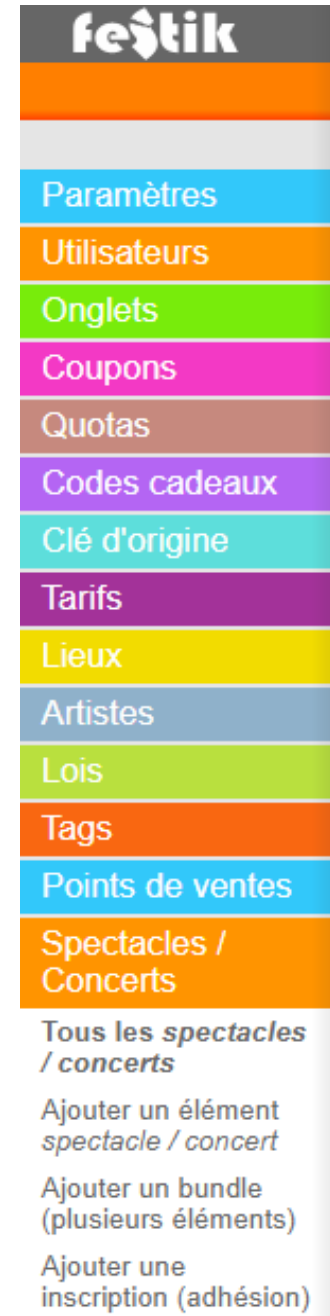 festik
Paramètres
Utilisateurs
Onglets
Coupons
Quotas
Codes cadeaux
Clé d'origine
Tarifs
Lieux
Artistes
Lois
Tags
Points de ventes
Spectacles /
Concerts
Tous les spectacles
/ concerts
Ajouter un élément
spectacle / concert
Ajouter un bundle
(plusieurs éléments)
Ajouter une
inscription (adhésion)